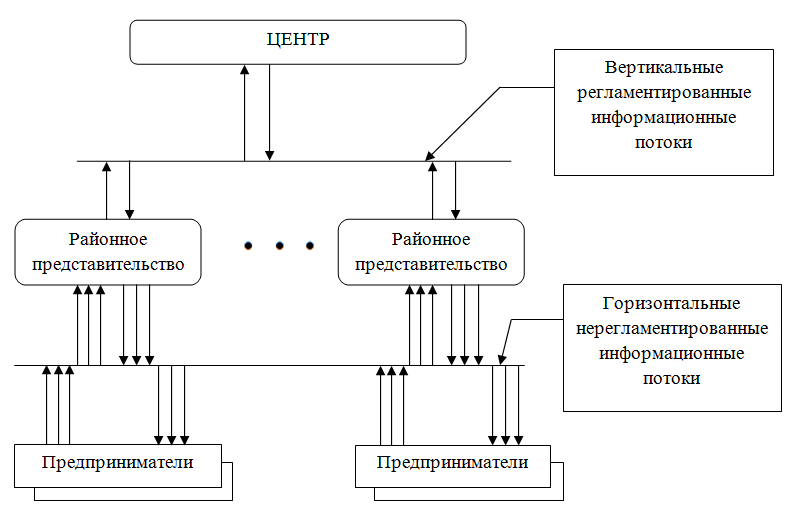 ЦЕНТР
Вертикальные
регламентированные
информационные
потоки
Районное
представительство
Районное
представительство
Горизонтальные
нерегламентированные
информационные
потоки
Предприниматели
Предприниматели